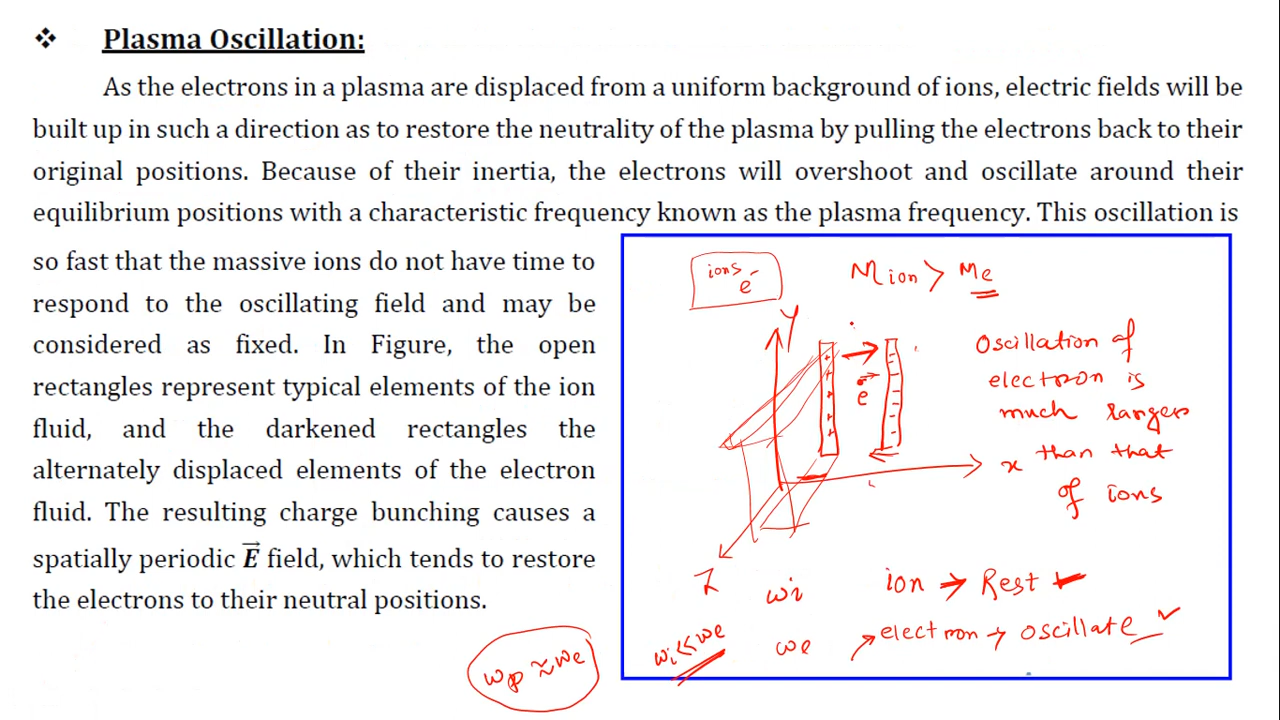 ❖ Plasma Oscillation:
As the electrons in a plasma are displaced from a uniform background of ions, electric fields will be
built up in such a direction as to restore the neutrality of the plasma by pulling the electrons back to their
original positions. Because of their inertia, the electrons will overshoot and oscillate around their
equilibrium positions with a characteristic frequency known as the plasma frequency. This oscillation is
so fast that the massive ions do not have time to
respond to the oscillating field and may be
considered as fixed. In Figure, the open
rectangles represent typical elements of the ion
fluid, and the darkened rectangles the
alternately displaced elements of the electron
fluid. The resulting charge bunching causes a
spatially periodic E⃗ field, which tends to restore
the electrons to their neutral positions.
ions
e⁻
Mion > Me
Y
e
x
Z
Oscillation of
electron is
much larger
than that
of ions
wi
ion → Rest
wi << we
we
electron → oscillate
wp ≈ we